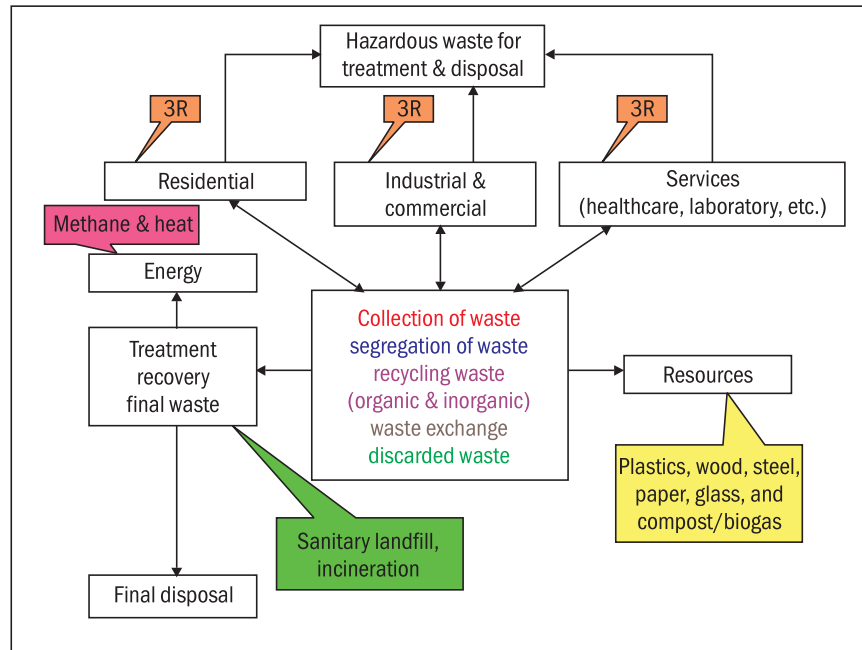 Hazardous waste for
treatment & disposal
3R
3R
3R
Residential
Industrial &
commercial
Services
(healthcare, laboratory, etc.)
Methane & heat
Energy
Collection of waste
segregation of waste
recycling waste
(organic & inorganic)
waste exchange
discarded waste
Treatment
recovery
final waste
Resources
Plastics, wood, steel,
paper, glass, and
compost/biogas
Sanitary landfill,
incineration
Final disposal